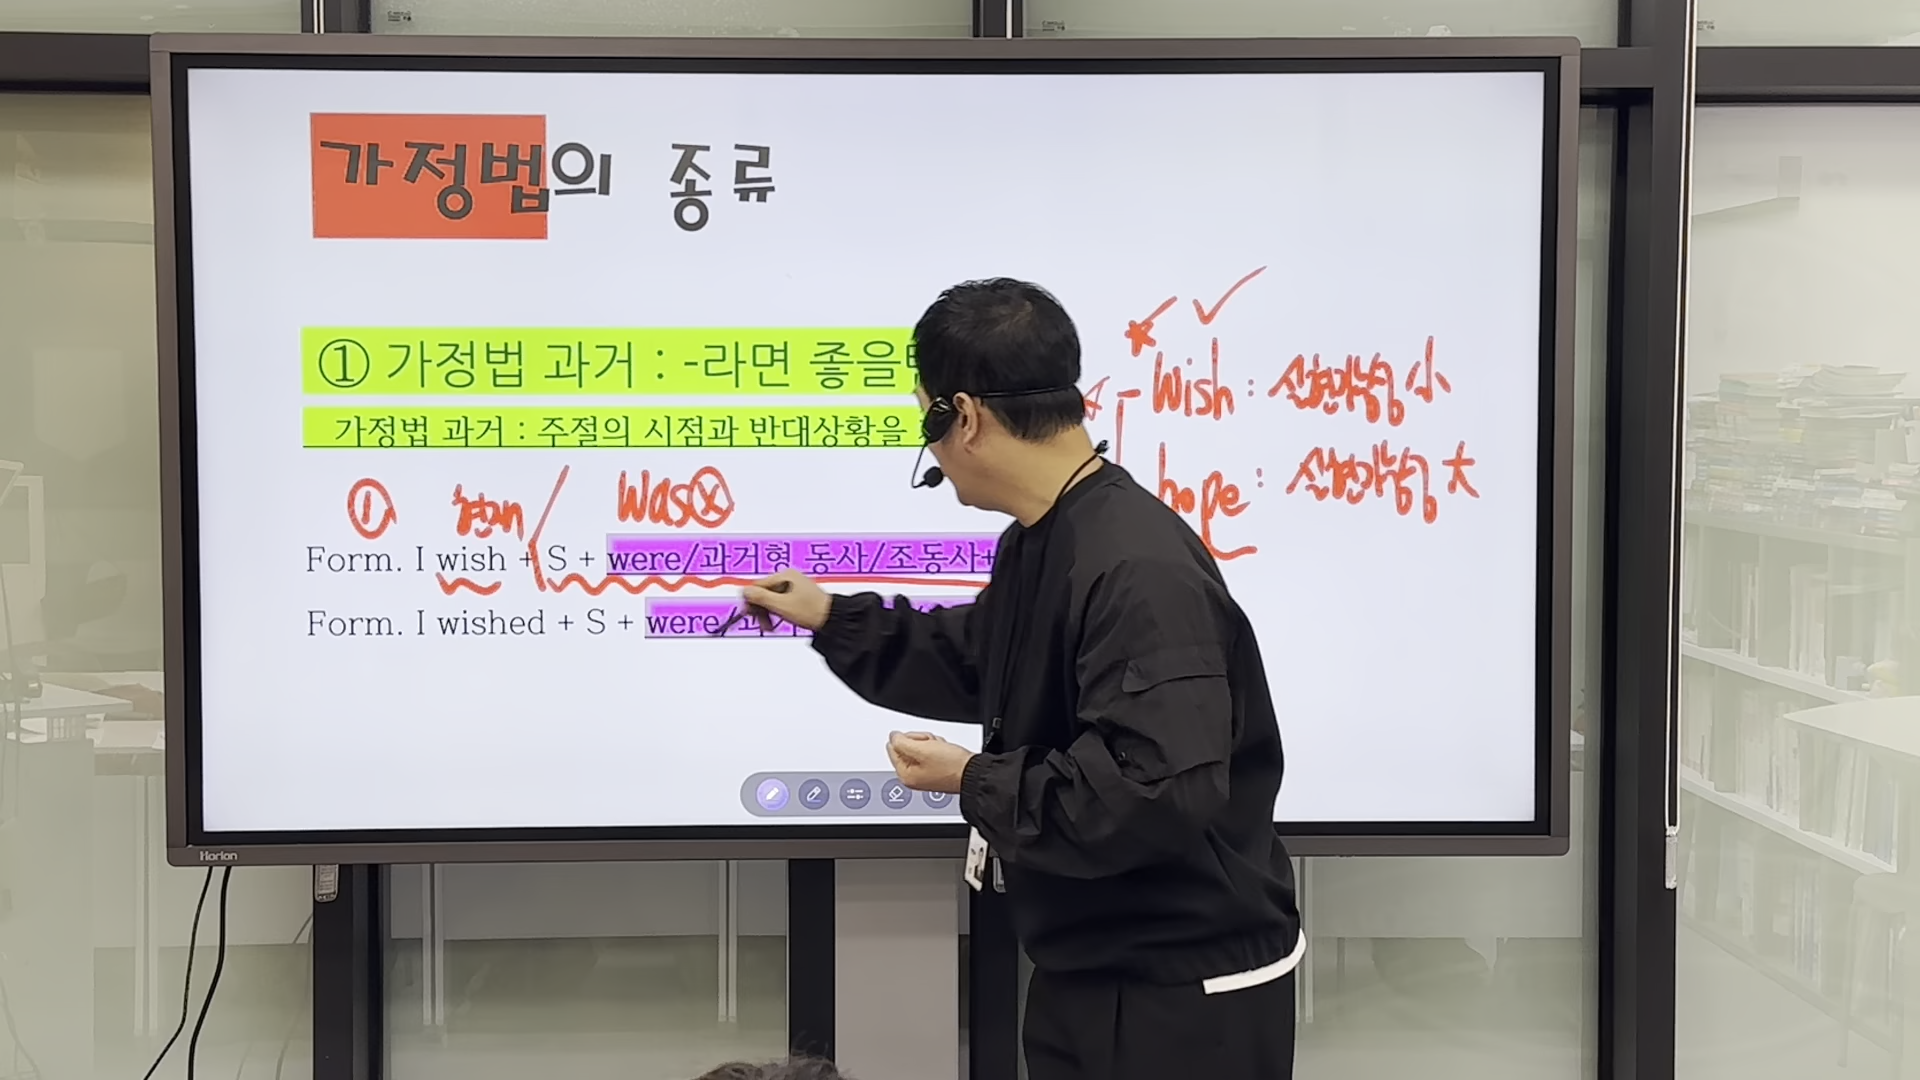 가정법의 종류
① 가정법 과거 : -라면 좋을텐
가정법 과거 : 주절의 시점과 반대상황을
① 현재 was ⓧ
Form. I wish + S + were/과거형 동사/조동사+
Form. I wished + S + were/과거
wish : 실현가능성 小
hope : 실현가능성 大
Horion